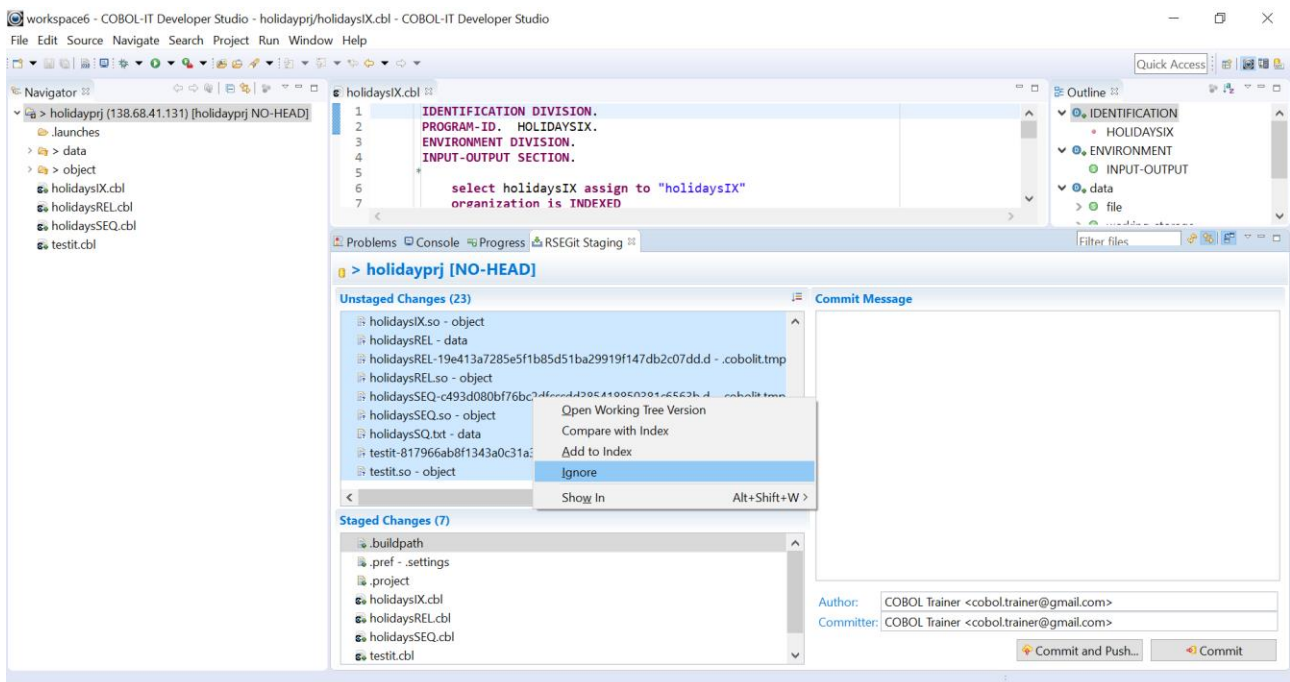 workspace6 - COBOL-IT Developer Studio - holidayprj/holidaysIX.cbl - COBOL-IT Developer Studio
File Edit Source Navigate Search Project Run Window Help
Quick Access
Navigator
> holidayprj (138.68.41.131) [holidayprj NO-HEAD]
.launches
> data
> object
holidaysIX.cbl
holidaysREL.cbl
holidaysSEQ.cbl
testit.cbl
holidaysIX.cbl
1 IDENTIFICATION DIVISION.
2 PROGRAM-ID. HOLIDAYSIX.
3 ENVIRONMENT DIVISION.
4 INPUT-OUTPUT SECTION.
5 *
6 select holidaysIX assign to "holidaysIX"
7 organization is INDEXED
Outline
IDENTIFICATION
HOLIDAYSIX
ENVIRONMENT
INPUT-OUTPUT
data
file
working-storage
Problems Console Progress RSEGit Staging
Filter files
> holidayprj [NO-HEAD]
Unstaged Changes (23)
holidaysIX.so - object
holidaysREL - data
holidaysREL-19e413a7285e5f1b85d51ba29919f147db2c07dd.d - .cobolit.tmp
holidaysREL.so - object
holidaysSEQ.so - object
holidaysSQ.txt - data
testit-817966ab8f1343a0c31a
testit.so - object
Open Working Tree Version
Compare with Index
Add to Index
Ignore
Show In Alt+Shift+W >
Staged Changes (7)
.buildpath
.pref - .settings
.project
holidaysIX.cbl
holidaysREL.cbl
holidaysSEQ.cbl
testit.cbl
Commit Message
Author: COBOL Trainer <cobol.trainer@gmail.com>
Committer: COBOL Trainer <cobol.trainer@gmail.com>
Commit and Push... Commit